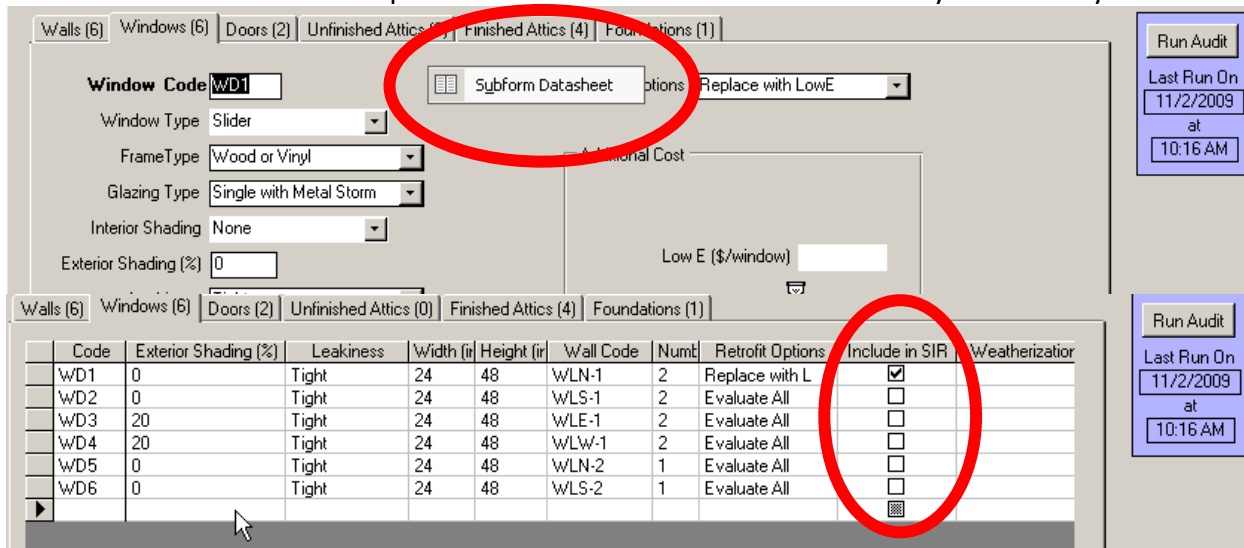 Walls (6) Windows (6) Doors (2) Unfinished Attics Finished Attics (4) Foundations (1)
Run Audit
Window Code WD1 Subform Datasheet ptions Replace with LowE
Last Run On
11/2/2009
Window Type Slider
at
FrameType Wood or Vinyl Additional Cost
10:16 AM
Glazing Type Single with Metal Storm
Interior Shading None
Exterior Shading (%) 0 Low E ($/window)
Walls (6) Windows (6) Doors (2) Unfinished Attics (0) Finished Attics (4) Foundations (1)
Run Audit
Code Exterior Shading (%) Leakiness Width (ir Height (ir Wall Code Numb Retrofit Options Include in SIR Weatherization
Last Run On
WD1 0 Tight 24 48 WLN-1 2 Replace with L
11/2/2009
WD2 0 Tight 24 48 WLS-1 2 Evaluate All
at
WD3 20 Tight 24 48 WLE-1 2 Evaluate All
10:16 AM
WD4 20 Tight 24 48 WLW-1 2 Evaluate All
WD5 0 Tight 24 48 WLN-2 1 Evaluate All
WD6 0 Tight 24 48 WLS-2 1 Evaluate All